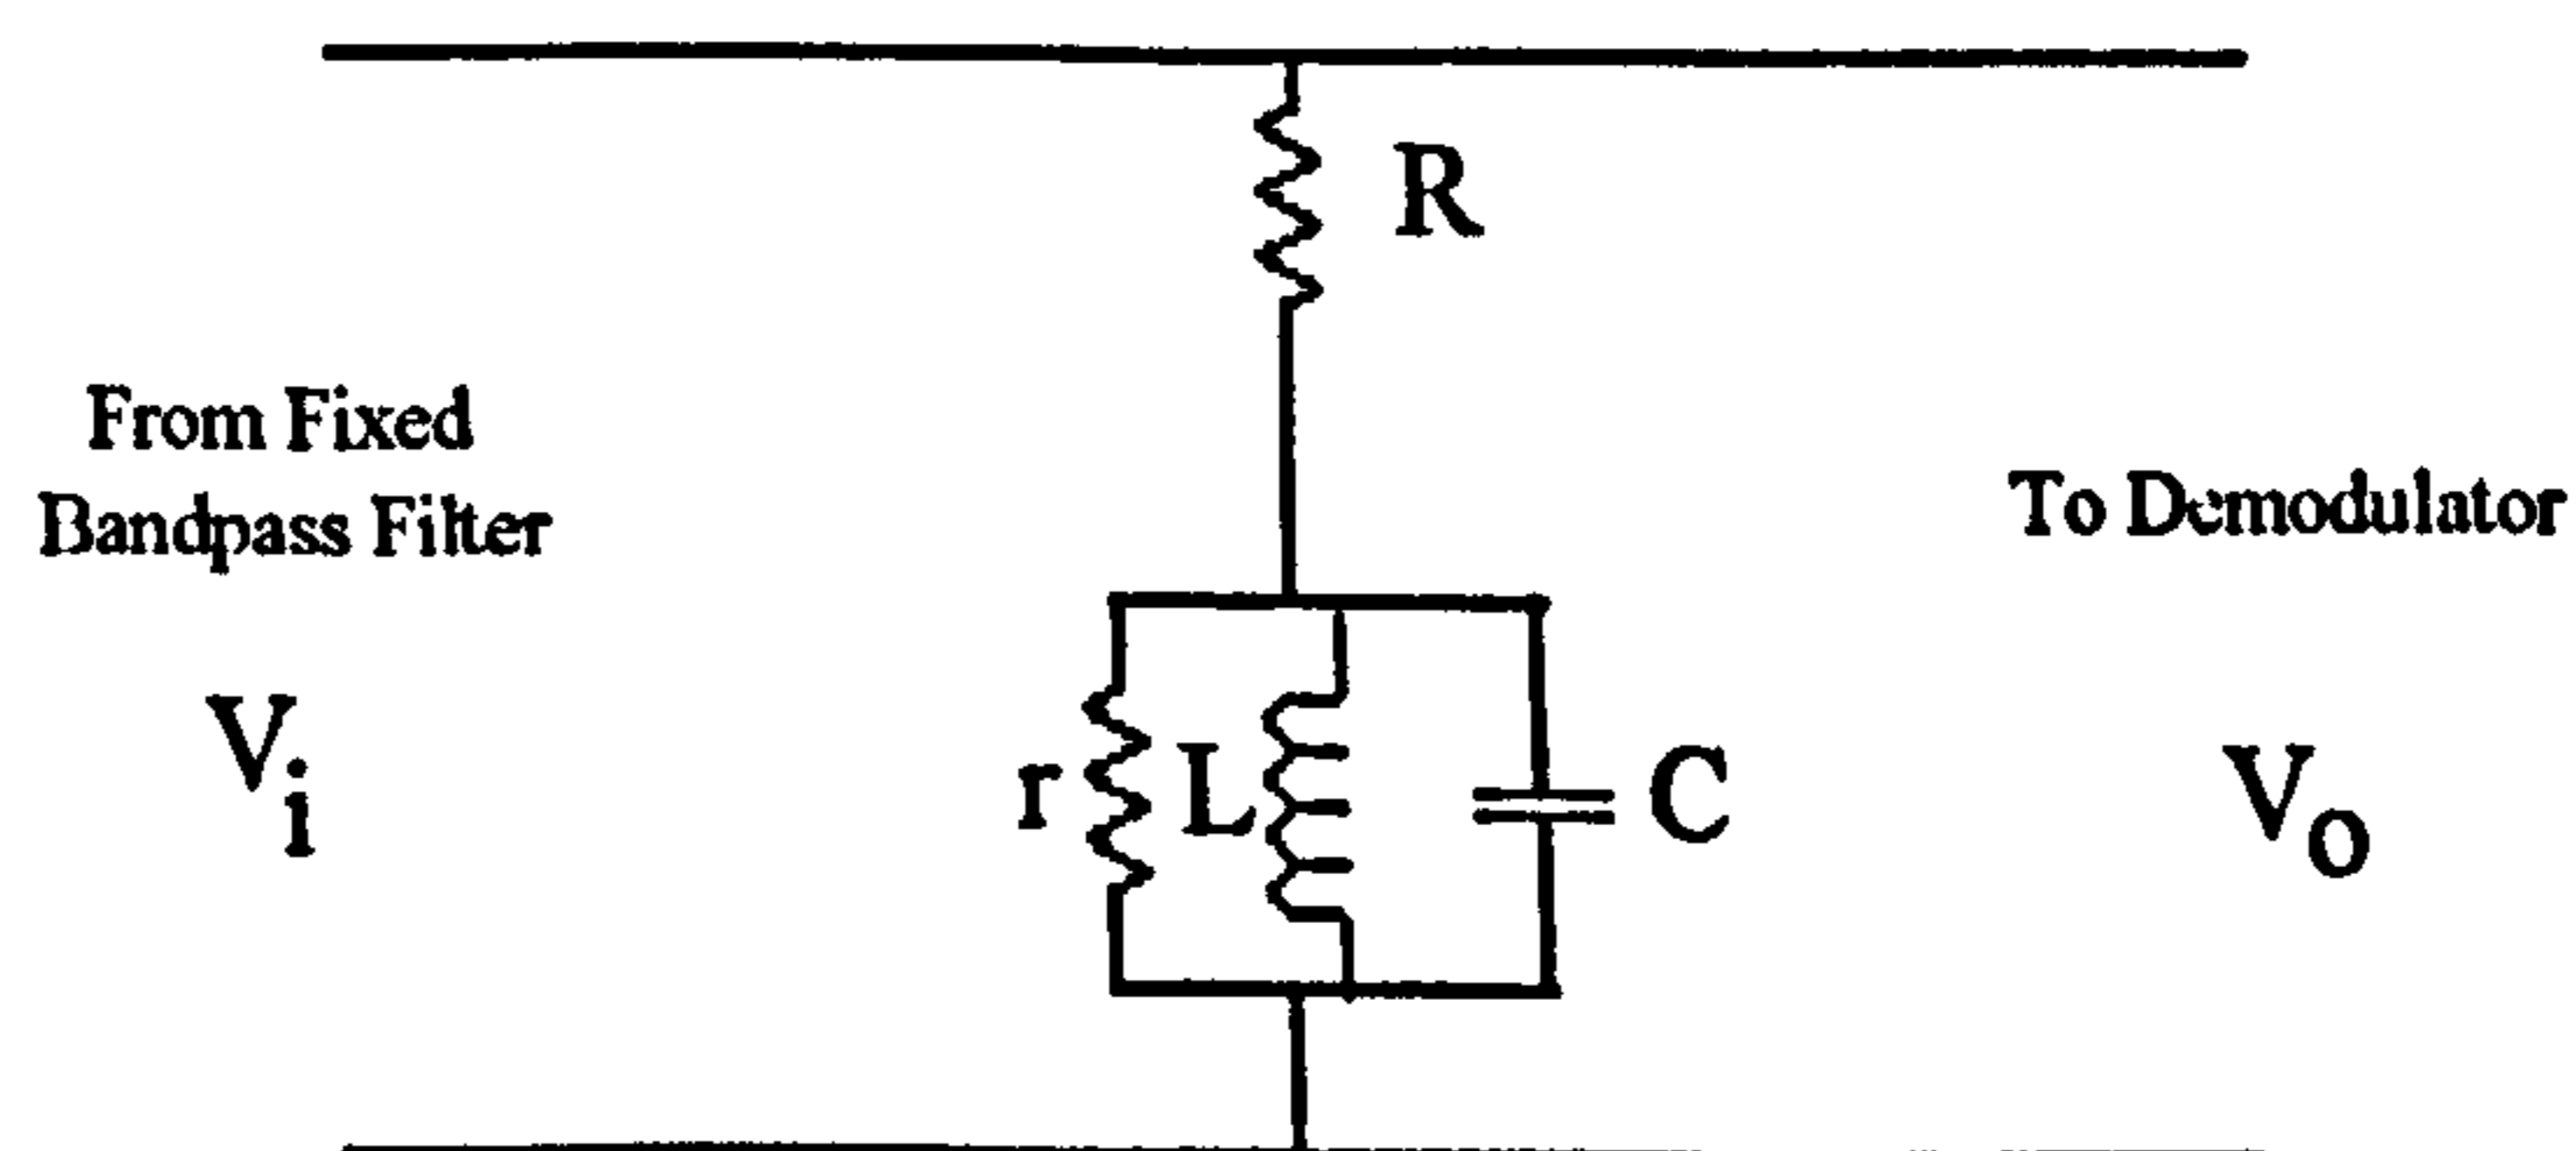 R
From Fixed
Bandpass Filter
To Demodulator
r
L
C
Vi
Vo